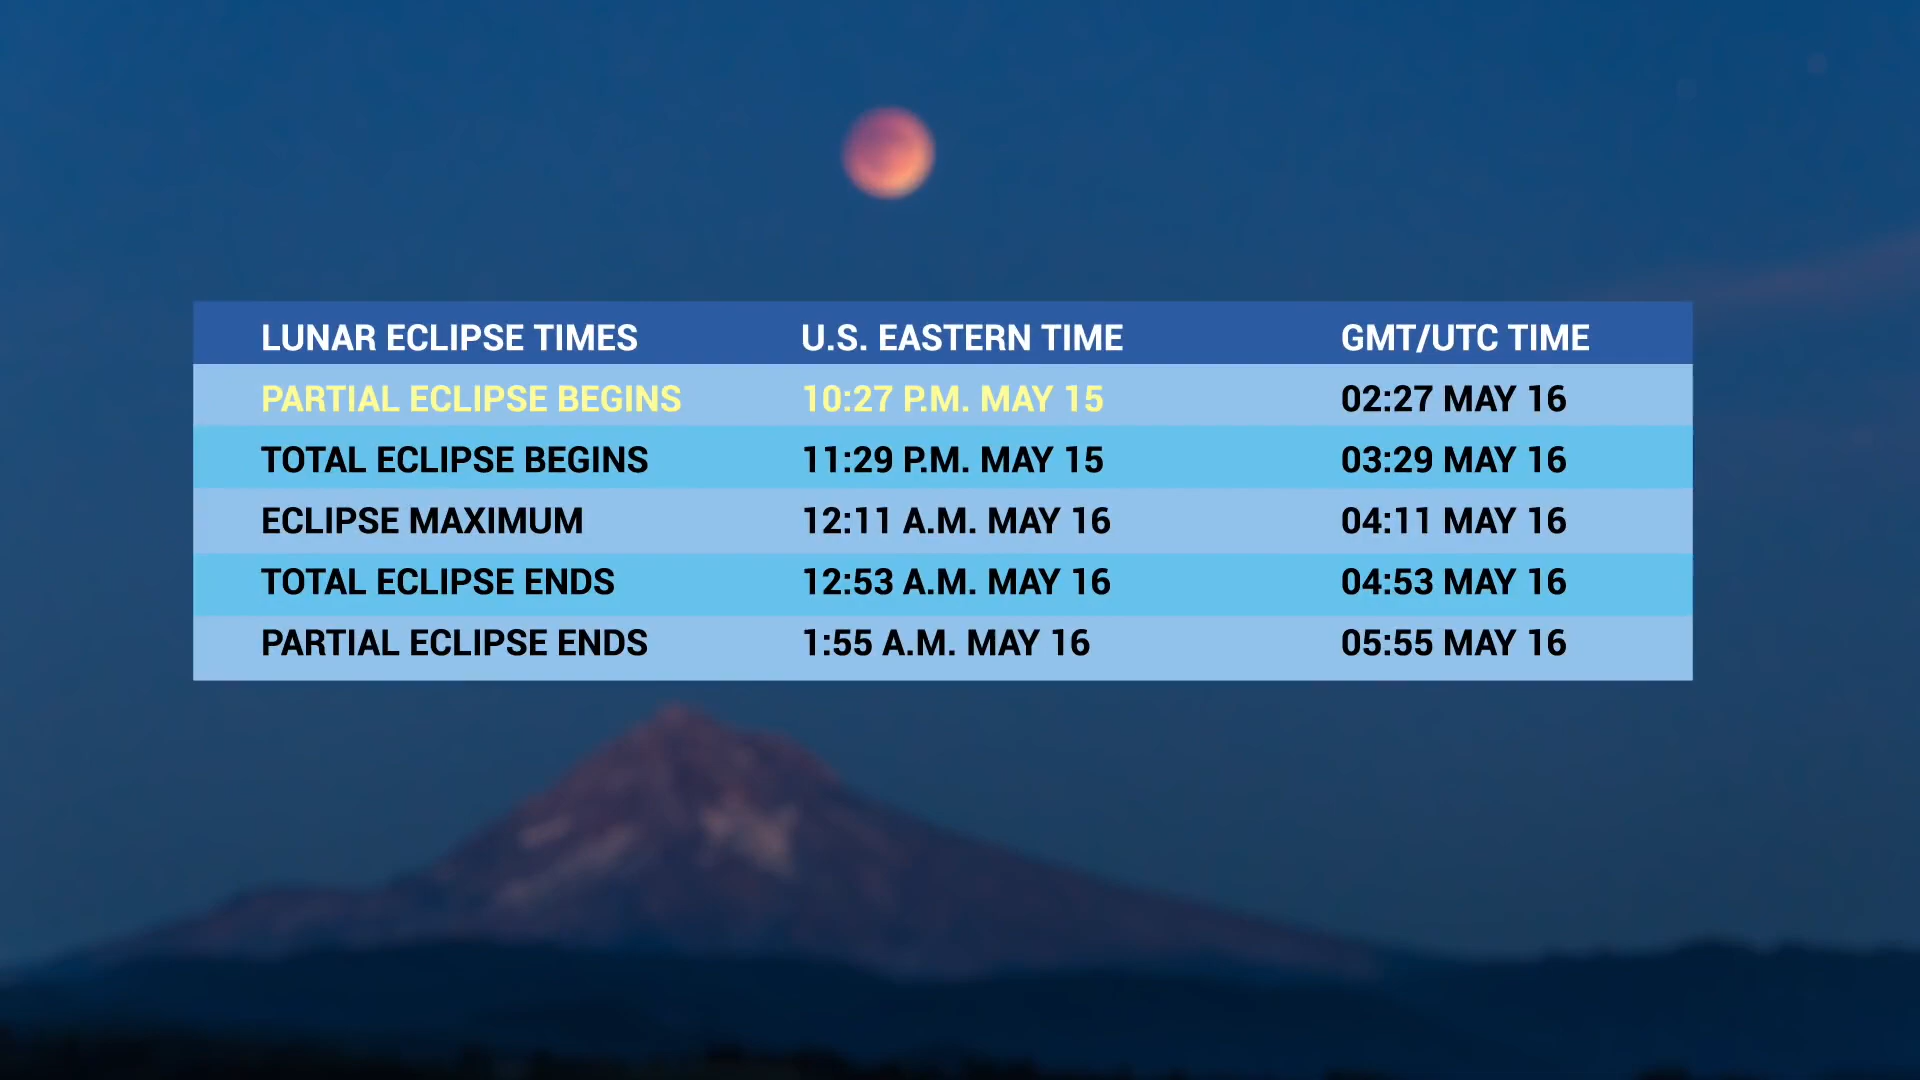 LUNAR ECLIPSE TIMES U.S. EASTERN TIME GMT/UTC TIME
PARTIAL ECLIPSE BEGINS 10:27 P.M. MAY 15 02:27 MAY 16
TOTAL ECLIPSE BEGINS 11:29 P.M. MAY 15 03:29 MAY 16
ECLIPSE MAXIMUM 12:11 A.M. MAY 16 04:11 MAY 16
TOTAL ECLIPSE ENDS 12:53 A.M. MAY 16 04:53 MAY 16
PARTIAL ECLIPSE ENDS 1:55 A.M. MAY 16 05:55 MAY 16